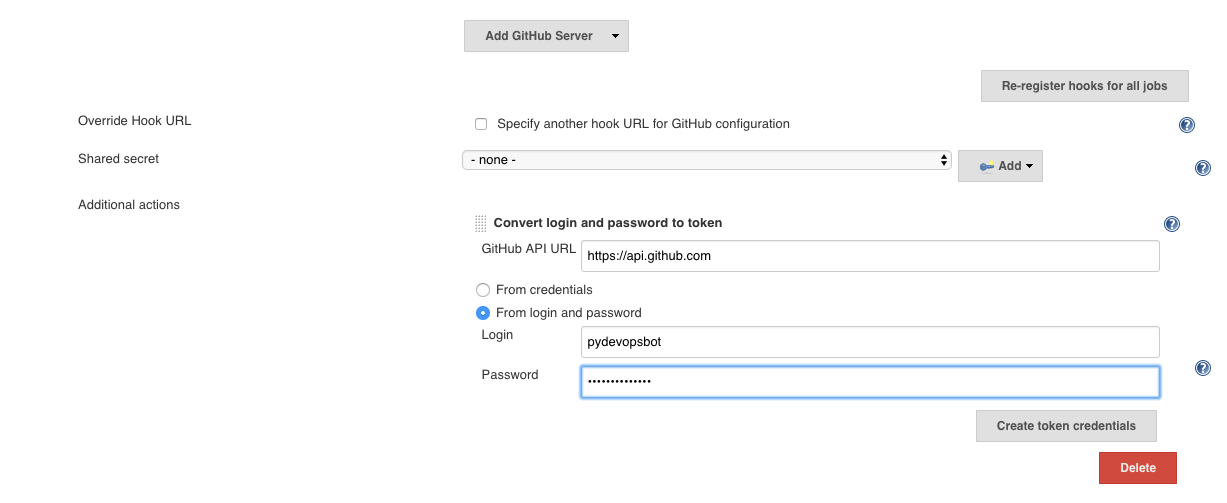 Add GitHub Server
Re-register hooks for all jobs
Override Hook URL
Specify another hook URL for GitHub configuration
Shared secret
- none -
Add
Additional actions
Convert login and password to token
GitHub API URL
https://api.github.com
From credentials
From login and password
Login
pydevopsbot
Password
••••••••••••••
Create token credentials
Delete